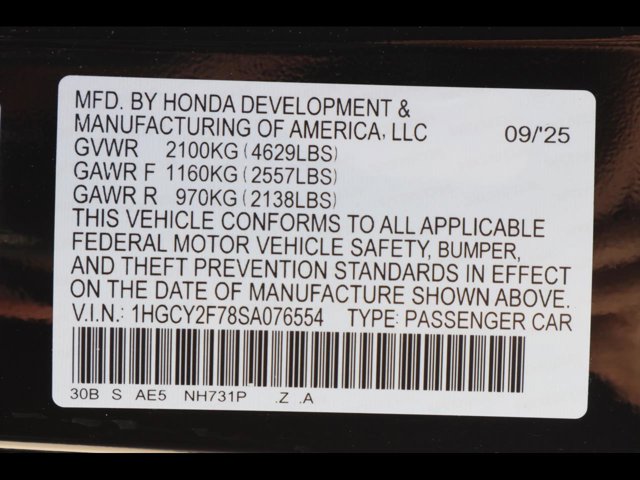 MFD. BY HONDA DEVELOPMENT &
MANUFACTURING OF AMERICA, LLC 09/'25
GVWR 2100KG (4629LBS)
GAWR F 1160KG (2557LBS)
GAWR R 970KG (2138LBS)
THIS VEHICLE CONFORMS TO ALL APPLICABLE
FEDERAL MOTOR VEHICLE SAFETY, BUMPER,
AND THEFT PREVENTION STANDARDS IN EFFECT
ON THE DATE OF MANUFACTURE SHOWN ABOVE.
V.I.N.: 1HGCY2F78SA076554 TYPE: PASSENGER CAR
30B S AE5 NH731P .Z .A